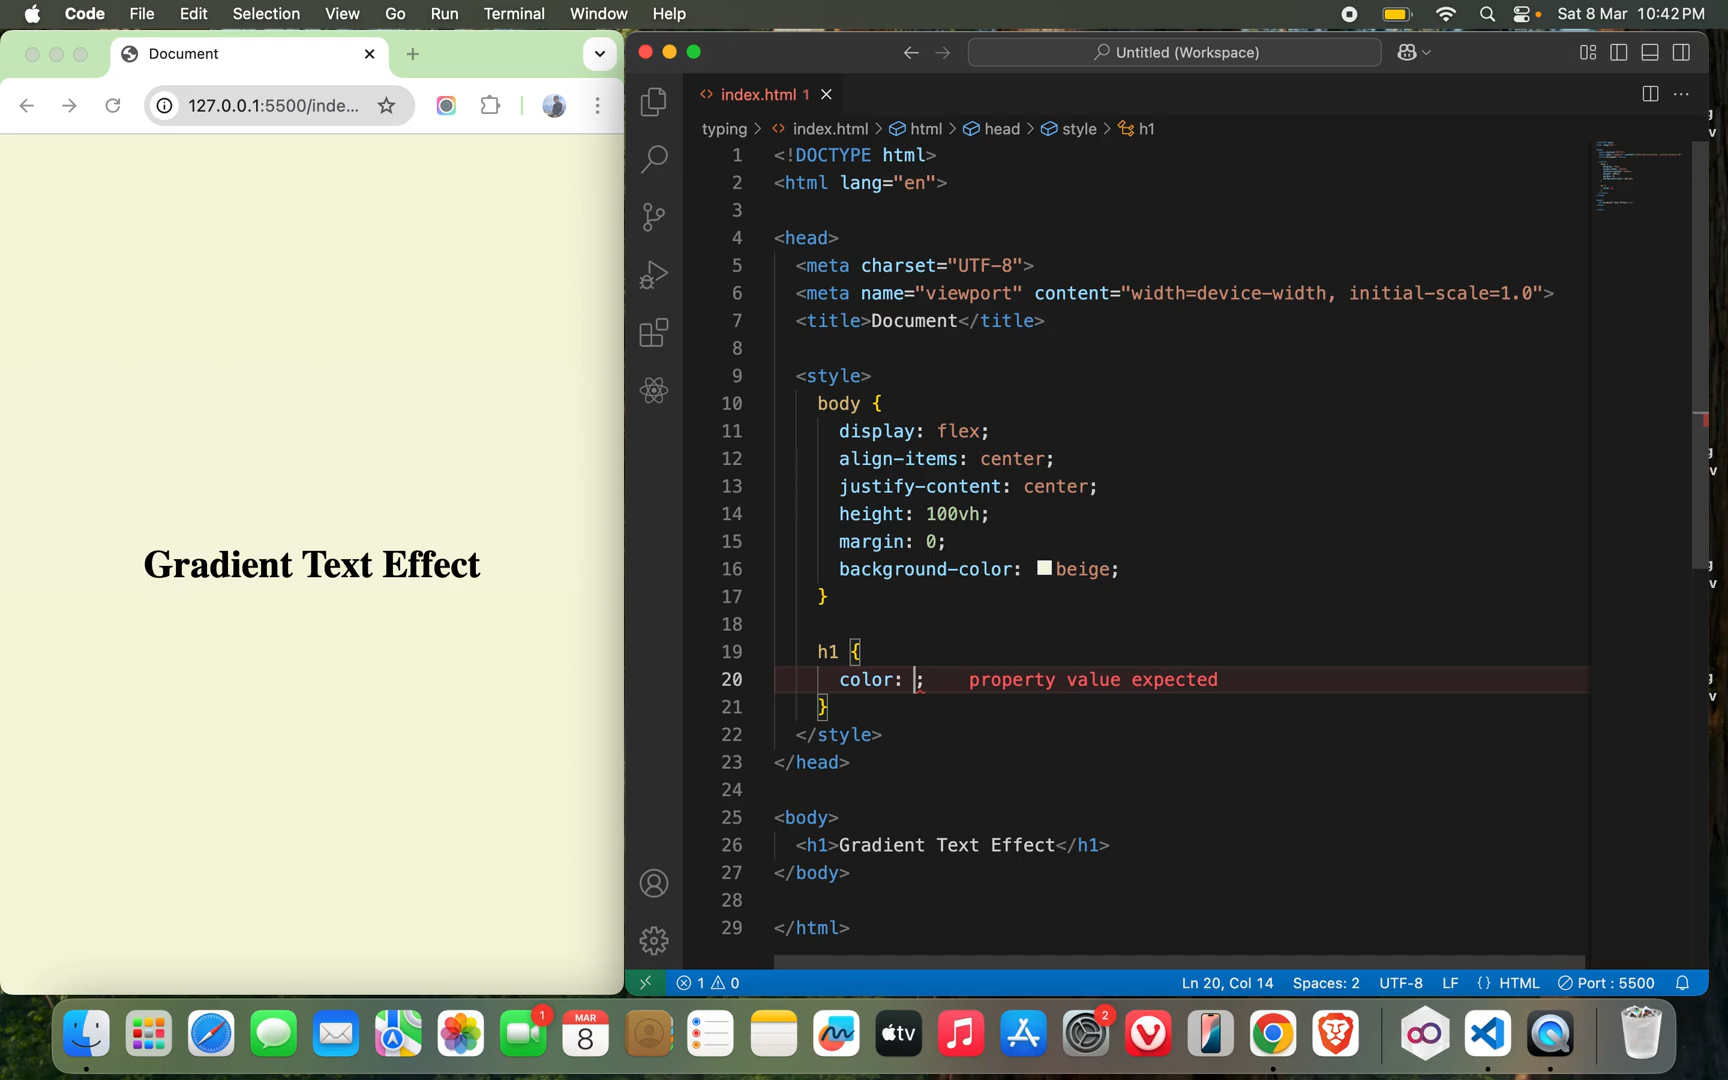 Code File Edit Selection View Go Run Terminal Window Help Sat 8 Mar 10:42 PM
Document
127.0.0.1:5500/inde...
Gradient Text Effect
Untitled (Workspace)
index.html 1
typing > index.html > html > head > style > h1
1 <!DOCTYPE html>
2 <html lang="en">
3
4 <head>
5 <meta charset="UTF-8">
6 <meta name="viewport" content="width=device-width, initial-scale=1.0">
7 <title>Document</title>
8
9 <style>
10 body {
11 display: flex;
12 align-items: center;
13 justify-content: center;
14 height: 100vh;
15 margin: 0;
16 background-color: beige;
17 }
18
19 h1 {
20 color: ; property value expected
21 }
22 </style>
23 </head>
24
25 <body>
26 <h1>Gradient Text Effect</h1>
27 </body>
28
29 </html>
1 0 Ln 20, Col 14 Spaces: 2 UTF-8 LF {} HTML Port : 5500
1
MAR
8
tv
2